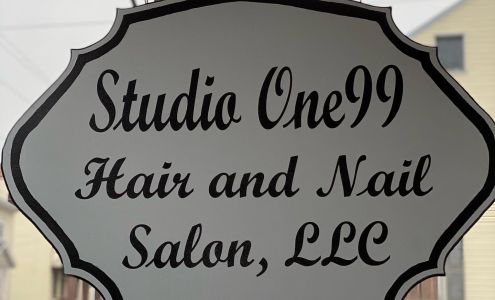 Studio One99
Hair and Nail
Salon, LLC